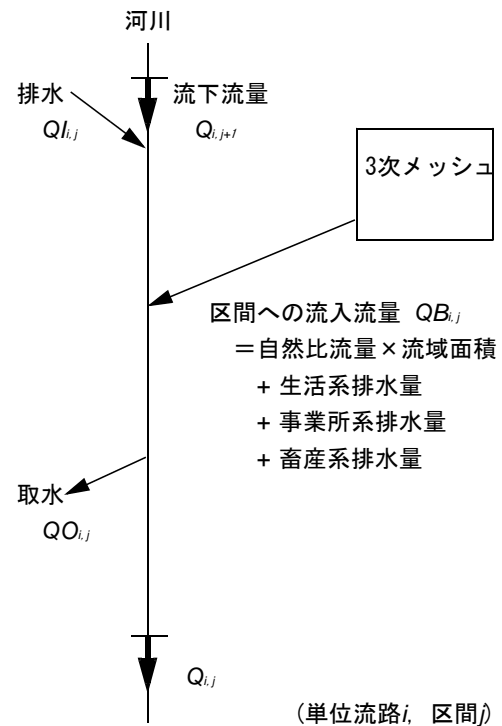 河川
排水
QIi,j
流下流量
Qi,j+1
3次メッシュ
区間への流入流量 QBi,j
＝自然比流量×流域面積
+ 生活系排水量
+ 事業所系排水量
+ 畜産系排水量
取水
QOi,j
Qi,j
(単位流路i, 区間j)